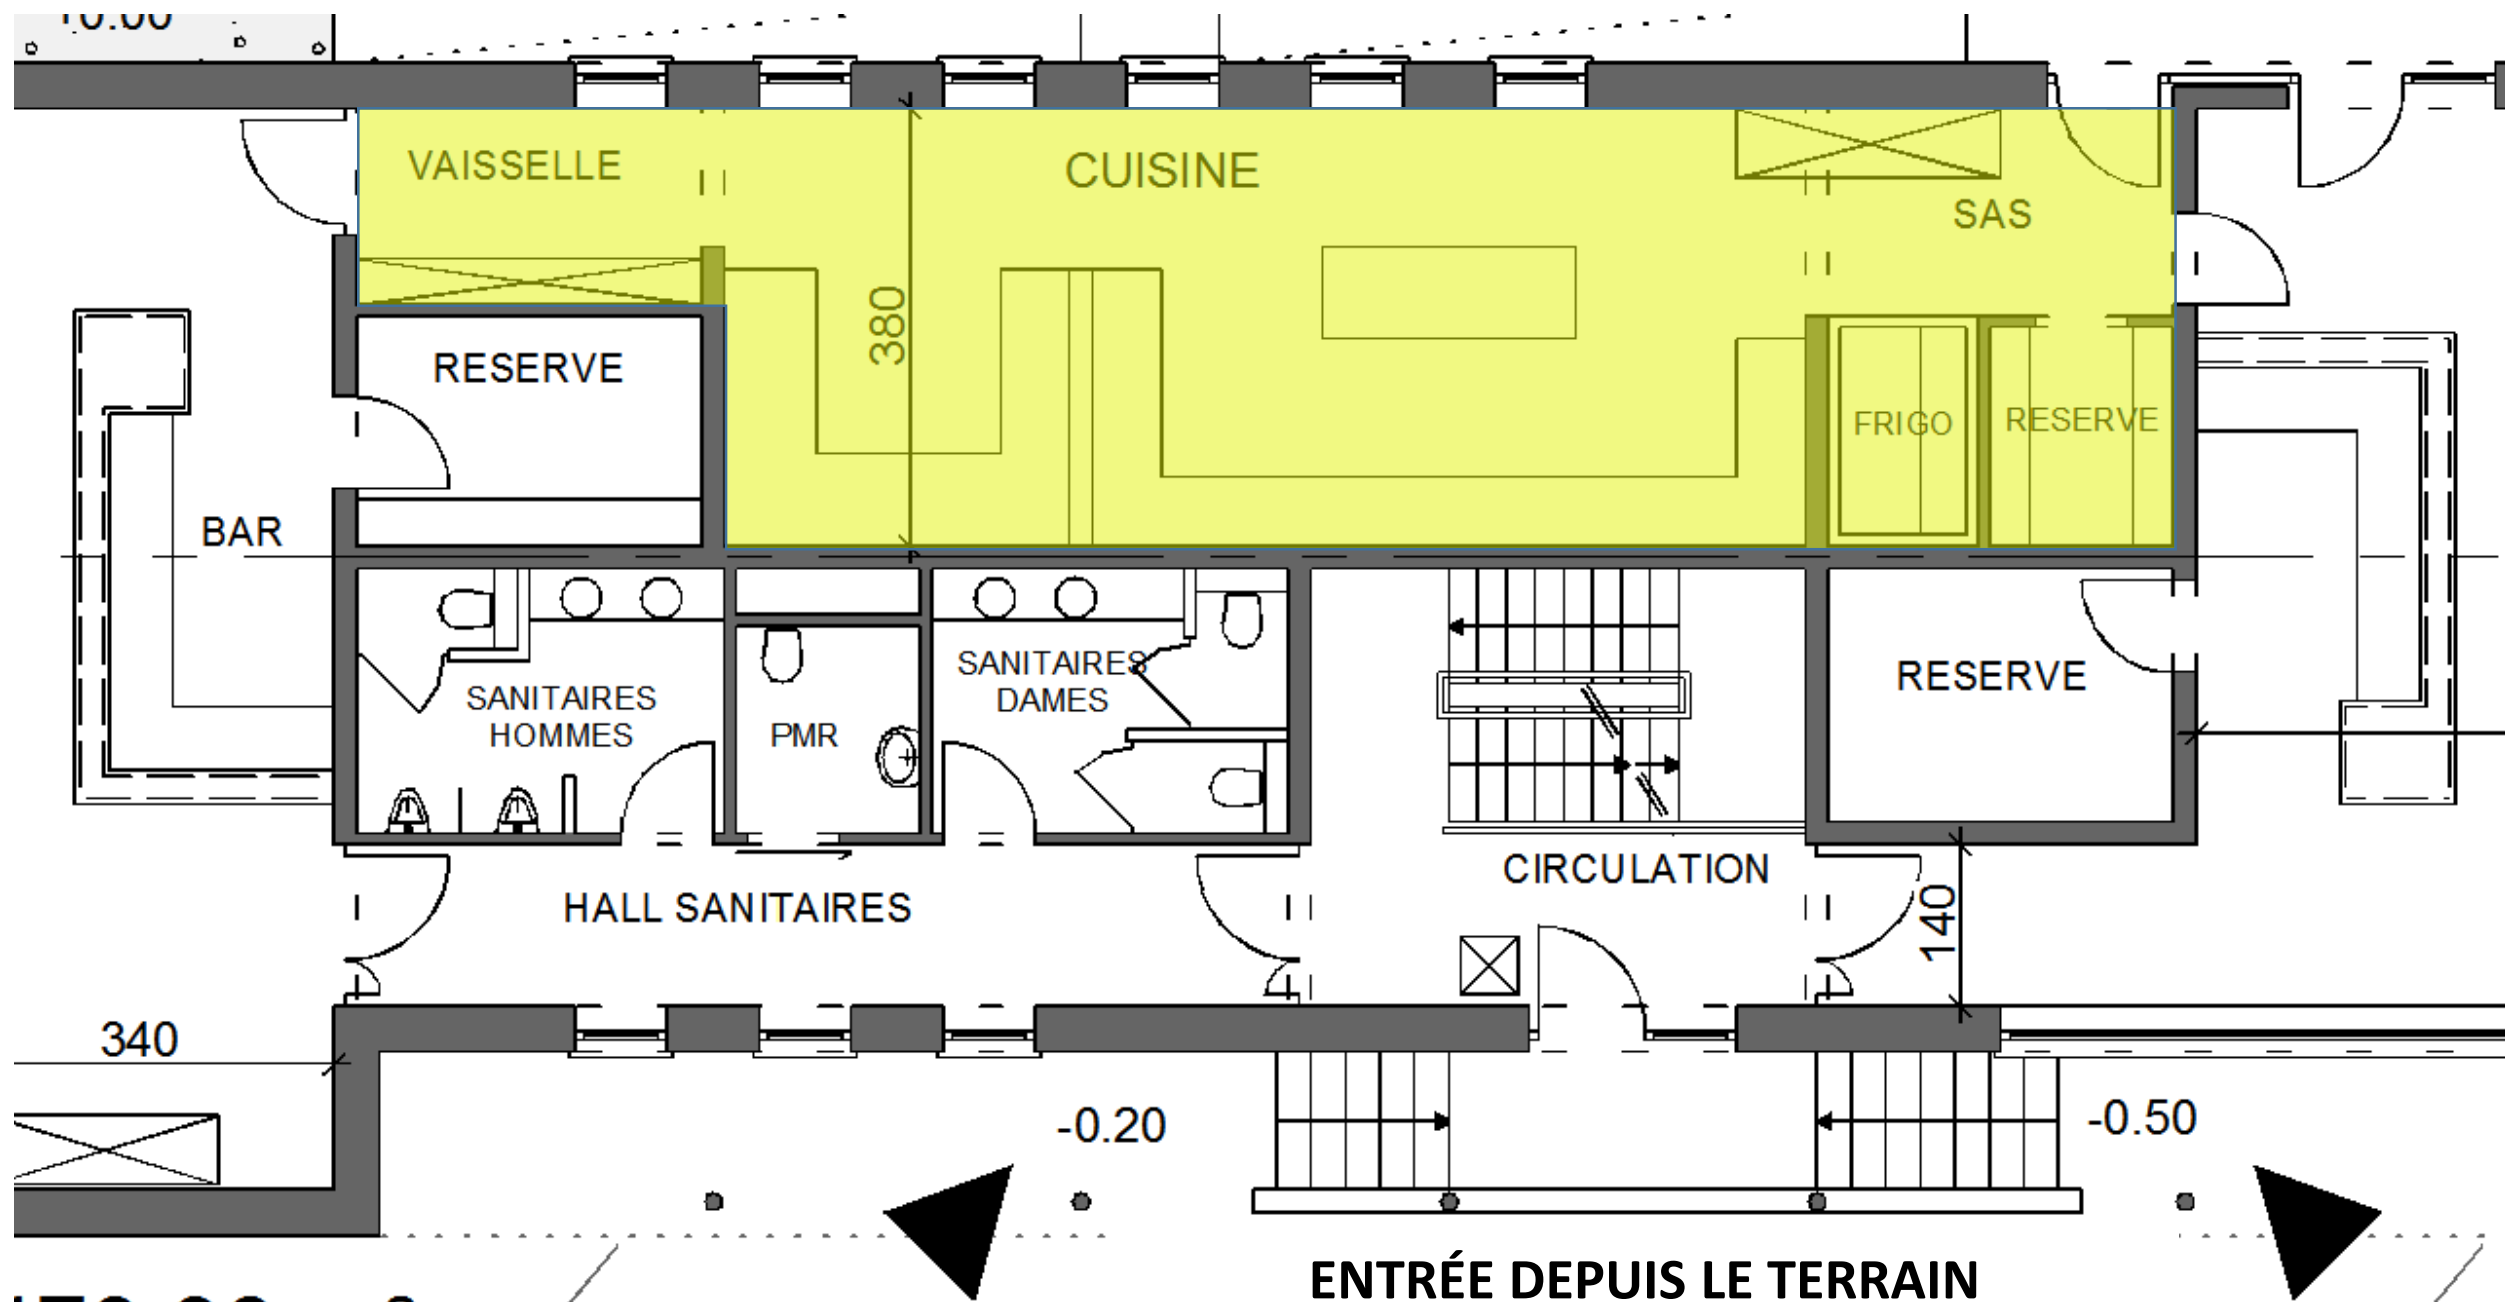 VAISSELLE
CUISINE
SAS
380
RESERVE
FRIGO
RESERVE
BAR
SANITAIRES
HOMMES
PMR
SANITAIRES
DAMES
RESERVE
HALL SANITAIRES
CIRCULATION
140
340
-0.20
-0.50
ENTRÉE DEPUIS LE TERRAIN